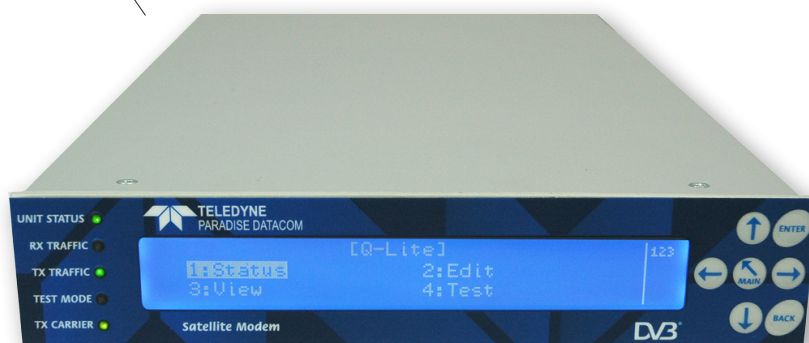 UNIT STATUS
RX TRAFFIC
TX TRAFFIC
TEST MODE
TX CARRIER
TELEDYNE
PARADISE DATACOM
[Q-Lite]
123
1:Status 2:Edit
3:View 4:Test
Satellite Modem
DVB
ENTER
MAIN
BACK